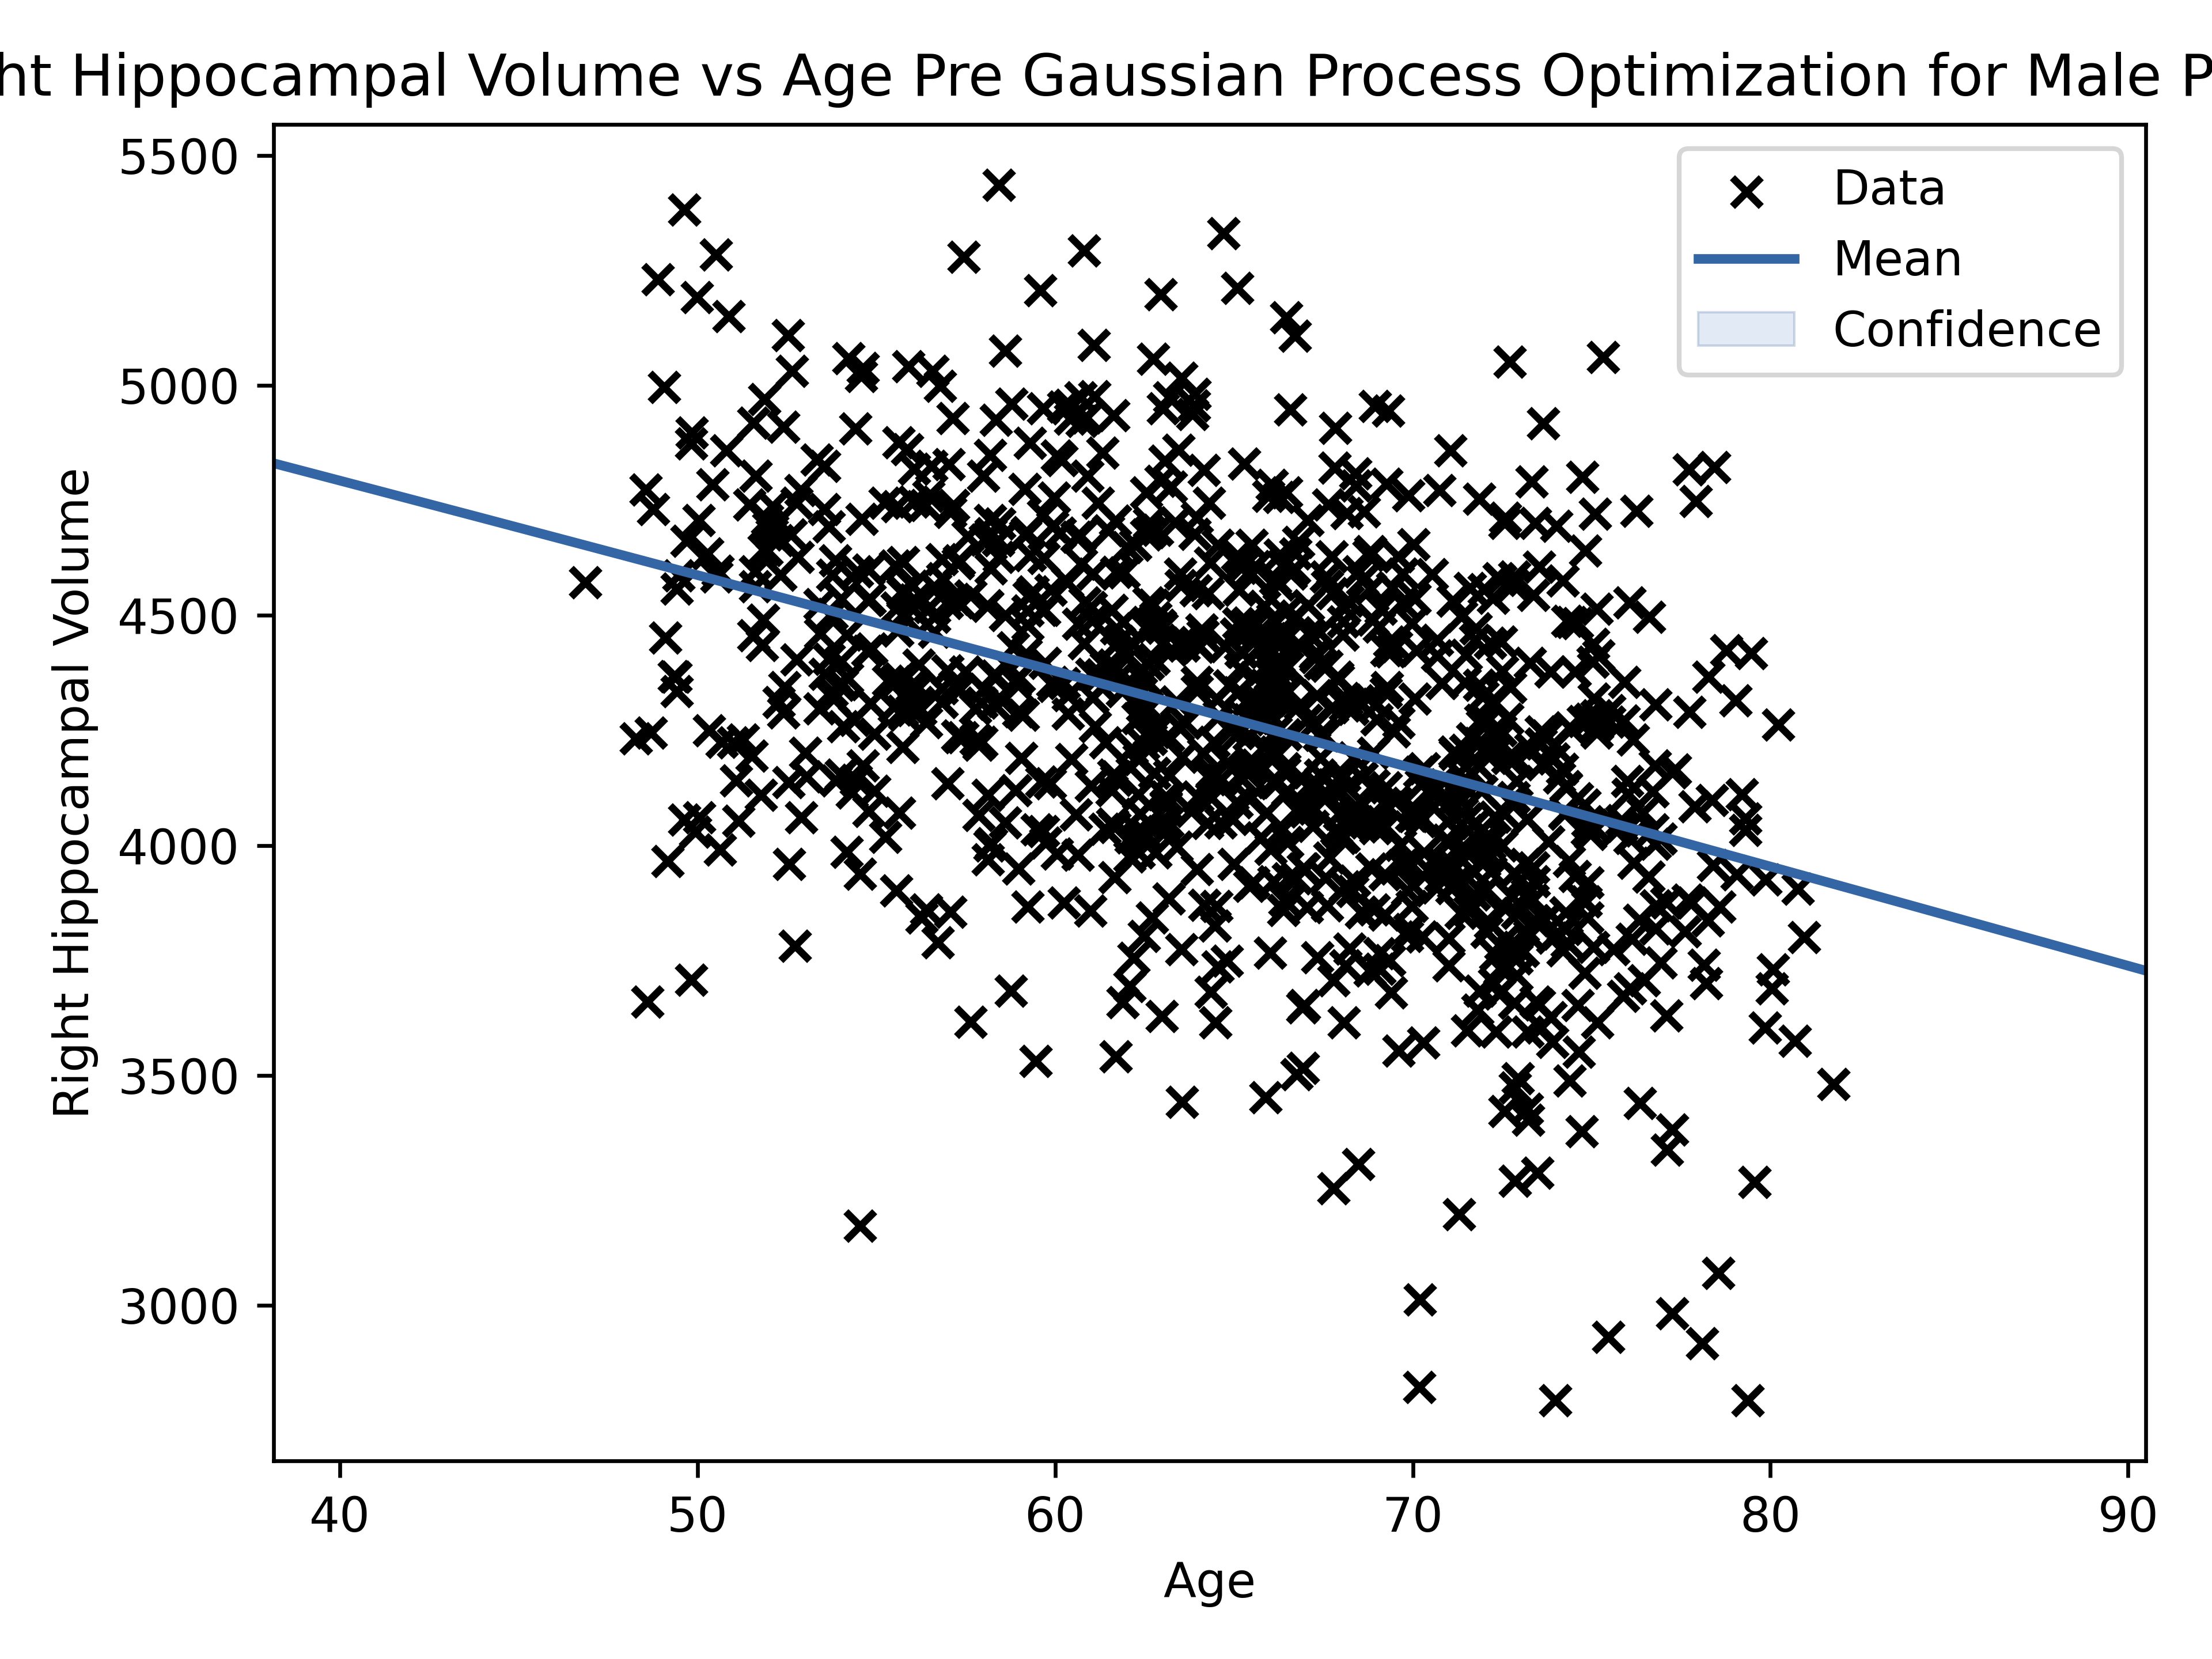 ht Hippocampal Volume vs Age Pre Gaussian Process Optimization for Male P
5500
5000
4500
4000
3500
3000
Right Hippocampal Volume
Data
Mean
Confidence
40 50 60 70 80 90
Age